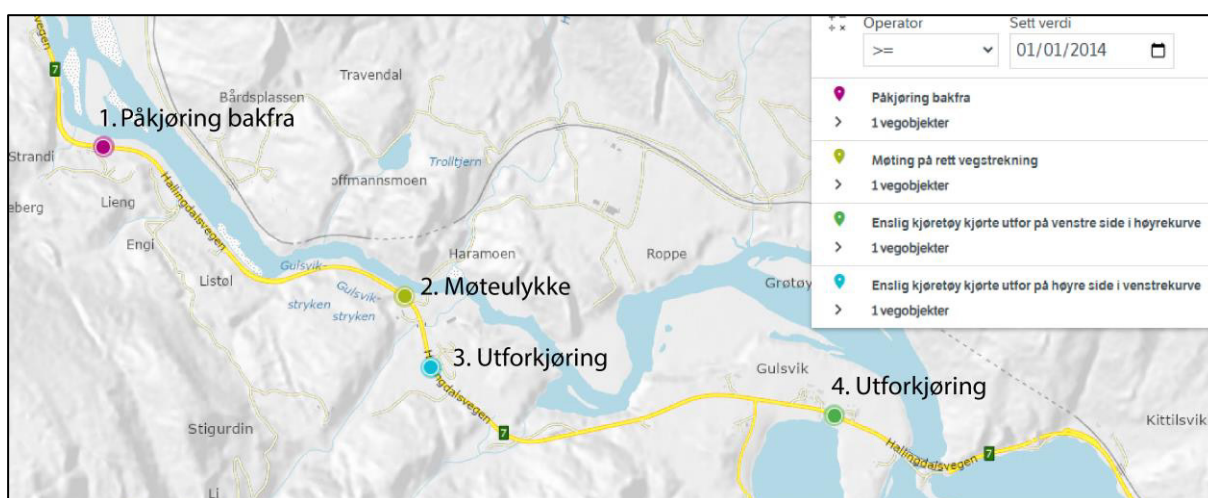 Operator
Sett verdi
>=
01/01/2014
Påkjøring bakfra
1 vegobjekter
Møting på rett vegstrekning
1 vegobjekter
Enslig kjøretøy kjørte utfor på venstre side i høyrekurve
1 vegobjekter
Enslig kjøretøy kjørte utfor på høyre side i venstrekurve
1 vegobjekter
svegen
7
Travendal
Bårdsplassen
1. Påkjøring bakfra
Strandi
Trolltjern
offmannsmoen
Lieng
eberg
Hallingdalsvegen
Engi
Haramoen
Roppe
Listøl
Gulsvik-
stryken
Gulsvik-
stryken
Grøtøy
2. Møteulykke
3. Utforkjøring
Hallingdalsvegen
Gulsvik
4. Utforkjøring
Stigurdin
7
Kittilsvik
Hallingdalsvegen
7
Li